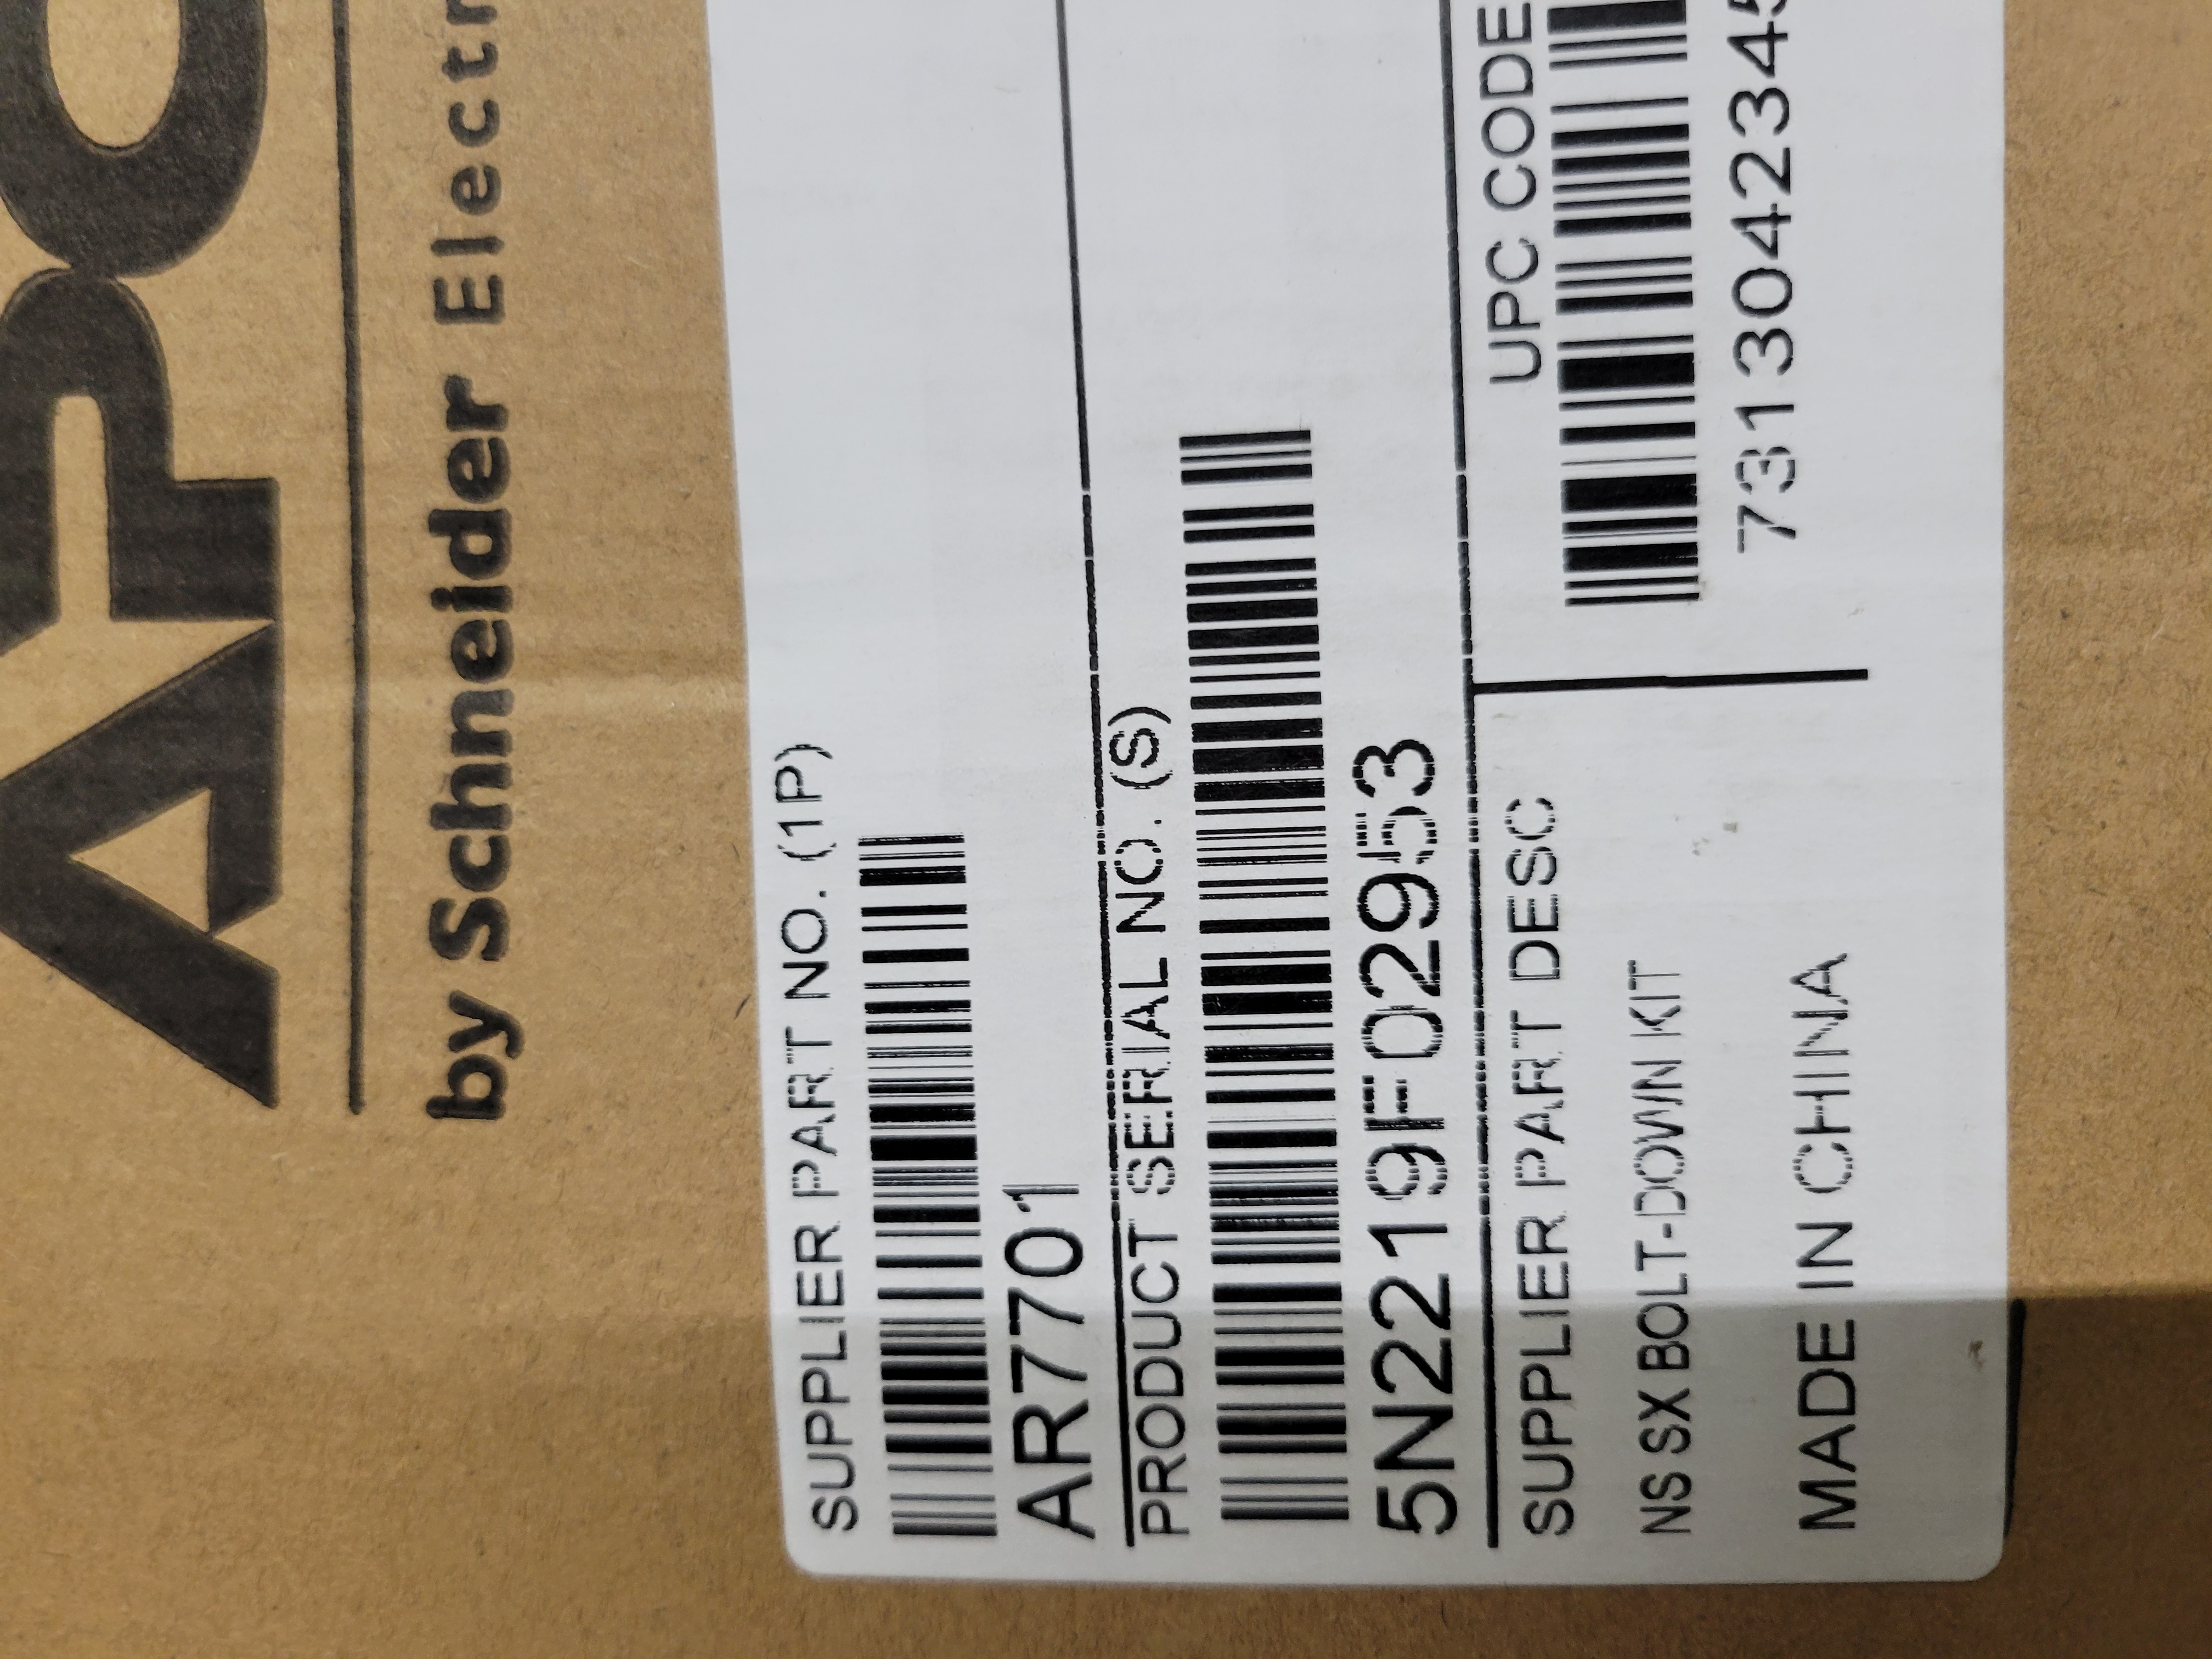 APC
by Schneider Electr
SUPPLIER PART NO. (1P)
AR7701
PRODUCT SERIAL NO. (S)
5N2219F02953
SUPPLIER PART DESC
NS SX BOLT-DOWN KIT
MADE IN CHINA
UPC CODE
7313042345